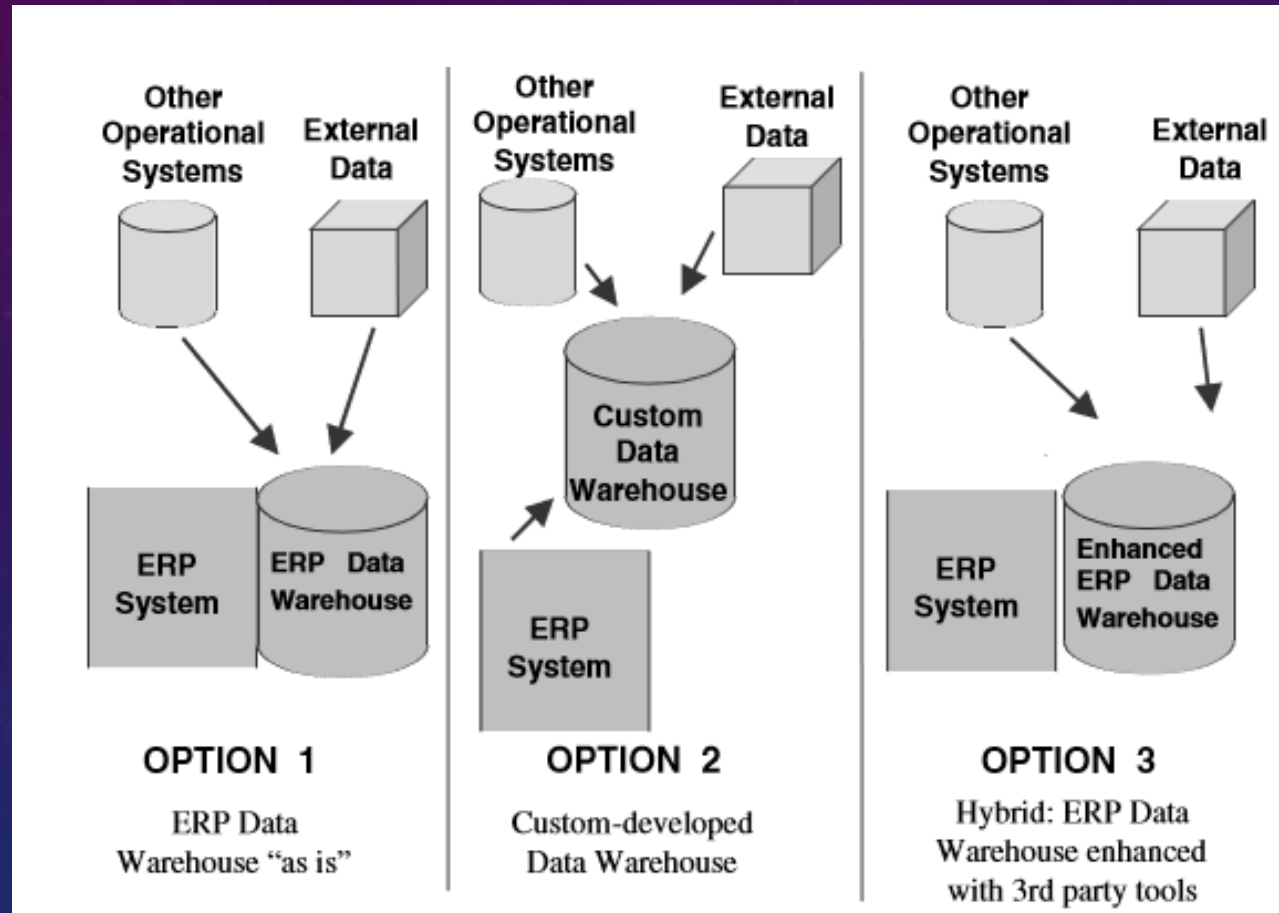 Other
Operational
Systems
External
Data
ERP
System
ERP Data
Warehouse
OPTION 1
ERP Data
Warehouse “as is”
Other
Operational
Systems
External
Data
Custom
Data
Warehouse
ERP
System
OPTION 2
Custom-developed
Data Warehouse
Other
Operational
Systems
External
Data
ERP
System
Enhanced
ERP Data
Warehouse
OPTION 3
Hybrid: ERP Data
Warehouse enhanced
with 3rd party tools